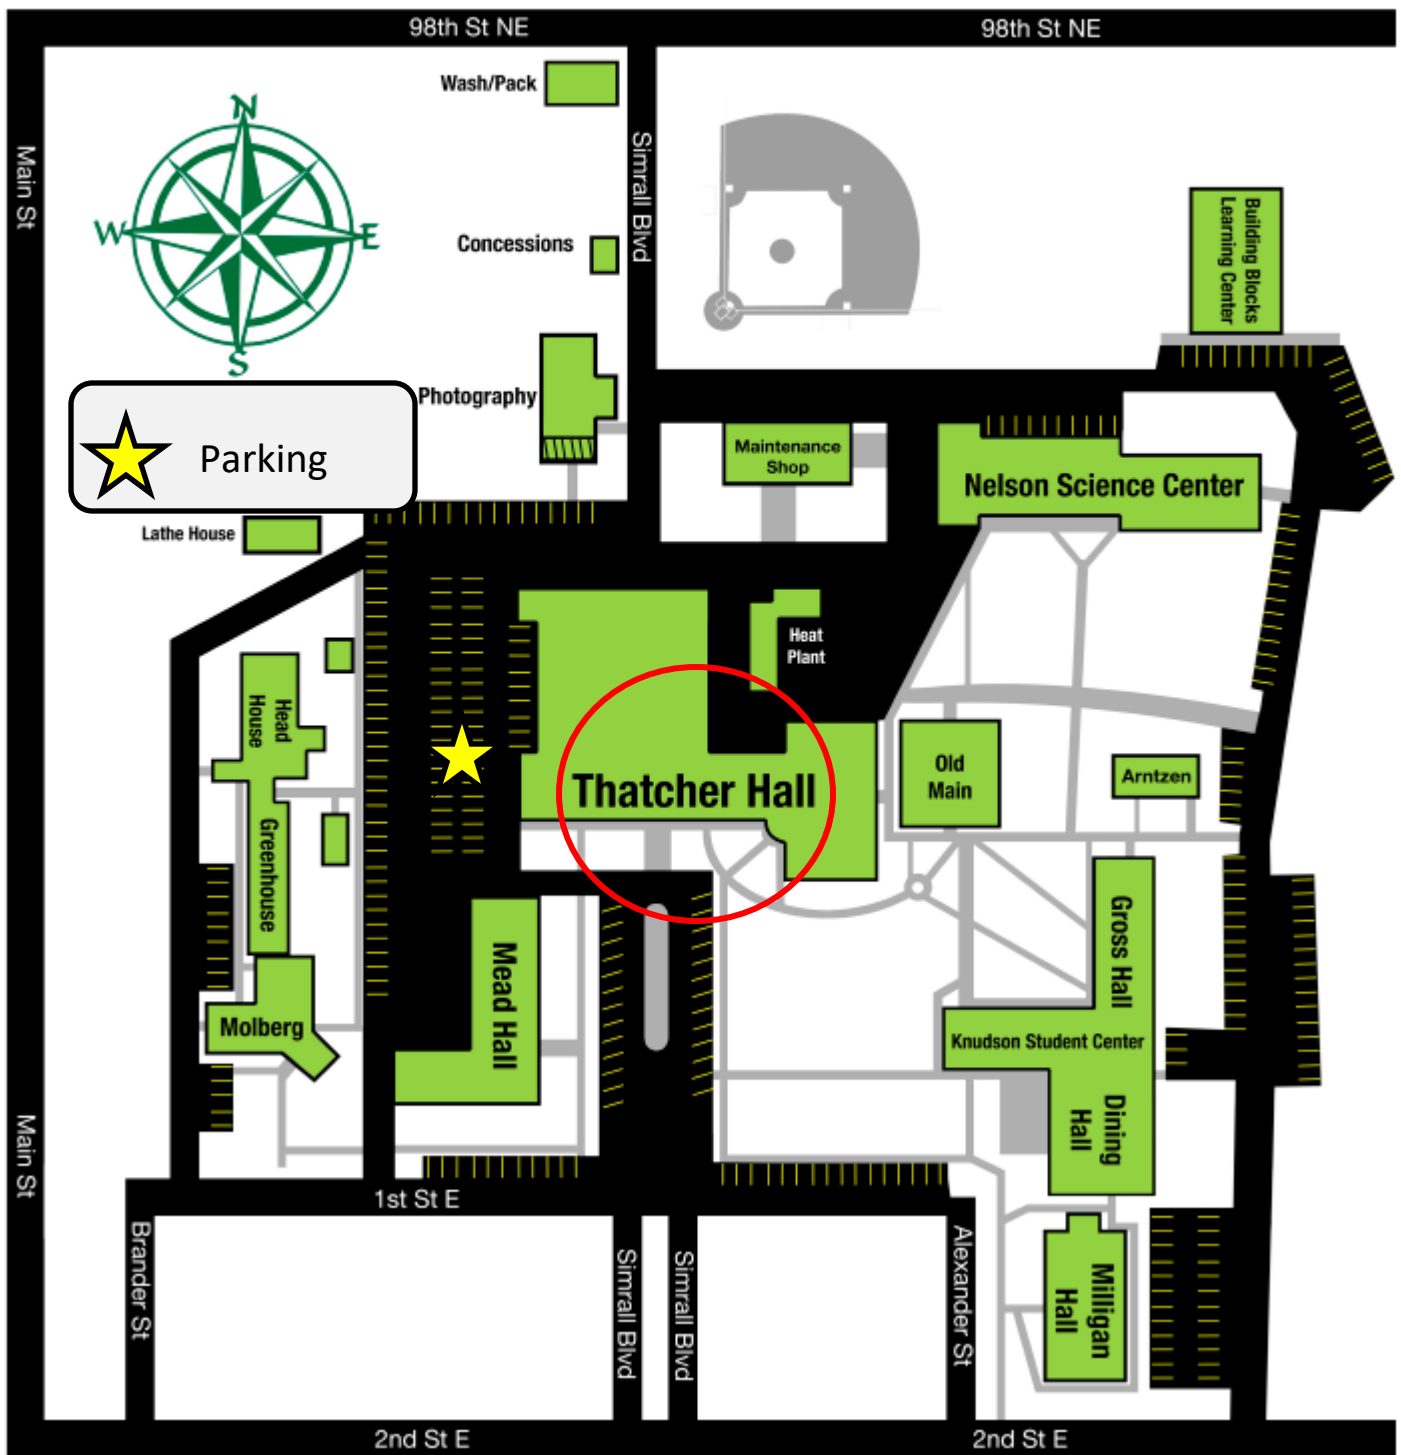 98th St NE
98th St NE
Wash/Pack
N
Main St
Simrall Blvd
W
E
Concessions
Building Blocks
Learning Center
S
Photography
Parking
Maintenance
Shop
Nelson Science Center
Lathe House
Heat
Plant
Head
House
Thatcher Hall
Old
Main
Arntzen
Greenhouse
Gross Hall
Mead Hall
Molberg
Knudson Student Center
Dining
Hall
Main St
1st St E
Brander St
Simrall Blvd
Simrall Blvd
Alexander St
Milligan
Hall
2nd St E
2nd St E